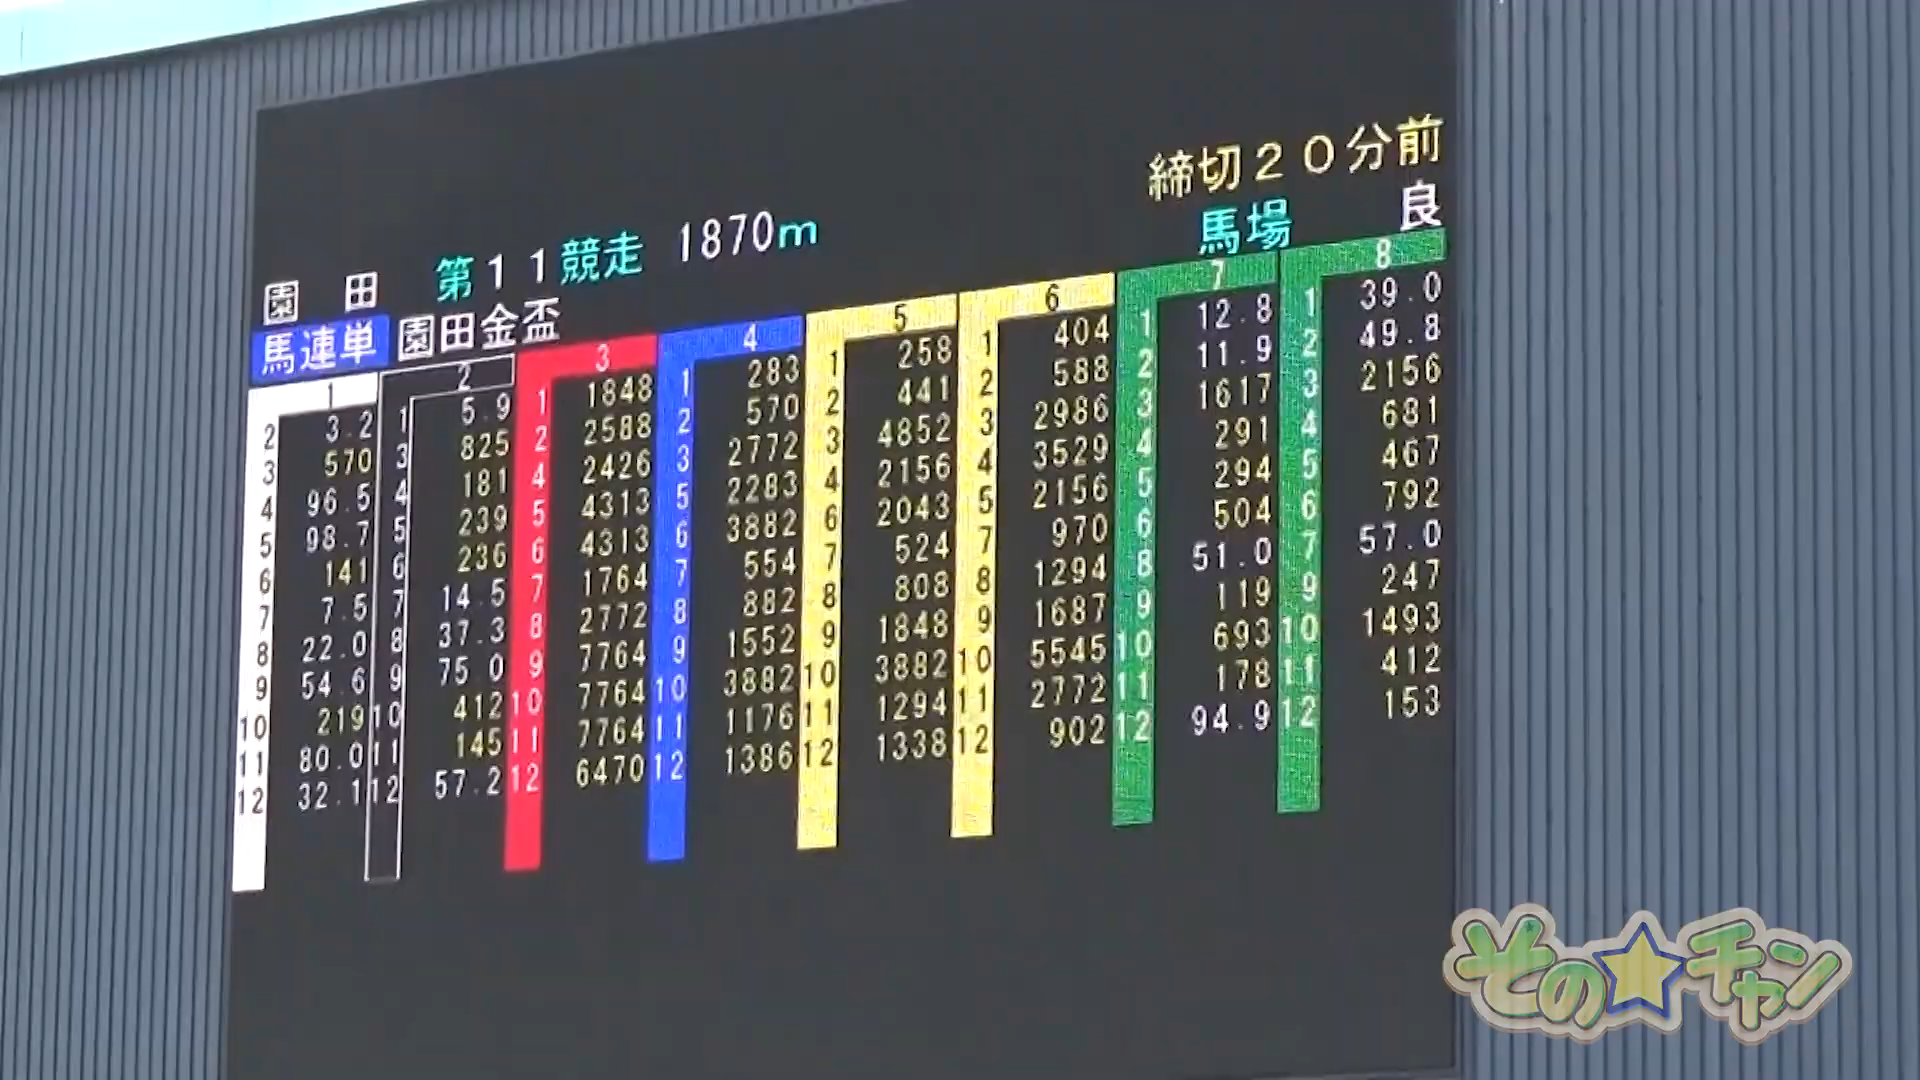 締切20分前
園田 第11競走 1870m 馬場 良
馬連単 園田金盃
1 2 3 4 5 6 7 8
2 3.2 1 5.9 1 1848 1 283 1 258 1 404 1 12.8 1 39.0
3 570 3 825 2 2588 2 570 2 441 2 588 2 11.9 2 49.8
4 96.5 4 181 4 2426 3 2772 3 4852 3 2986 3 1617 3 2156
5 98.7 5 239 5 4313 5 2283 4 2156 4 3529 4 291 4 681
6 141 6 236 6 4313 6 3882 6 2043 5 2156 5 294 5 467
7 7.5 7 14.5 7 1764 7 554 7 524 7 970 6 504 6 792
8 22.0 8 37.3 8 2772 8 882 8 808 8 1294 8 51.0 7 57.0
9 54.6 9 75.0 9 7764 9 1552 9 1848 9 1687 9 119 9 247
10 219 10 412 10 7764 10 3882 10 3882 10 5545 10 693 10 1493
11 80.0 11 145 11 7764 11 1176 11 1294 11 2772 11 178 11 412
12 32.1 12 57.2 12 6470 12 1386 12 1338 12 902 12 94.9 12 153
その☆チャン